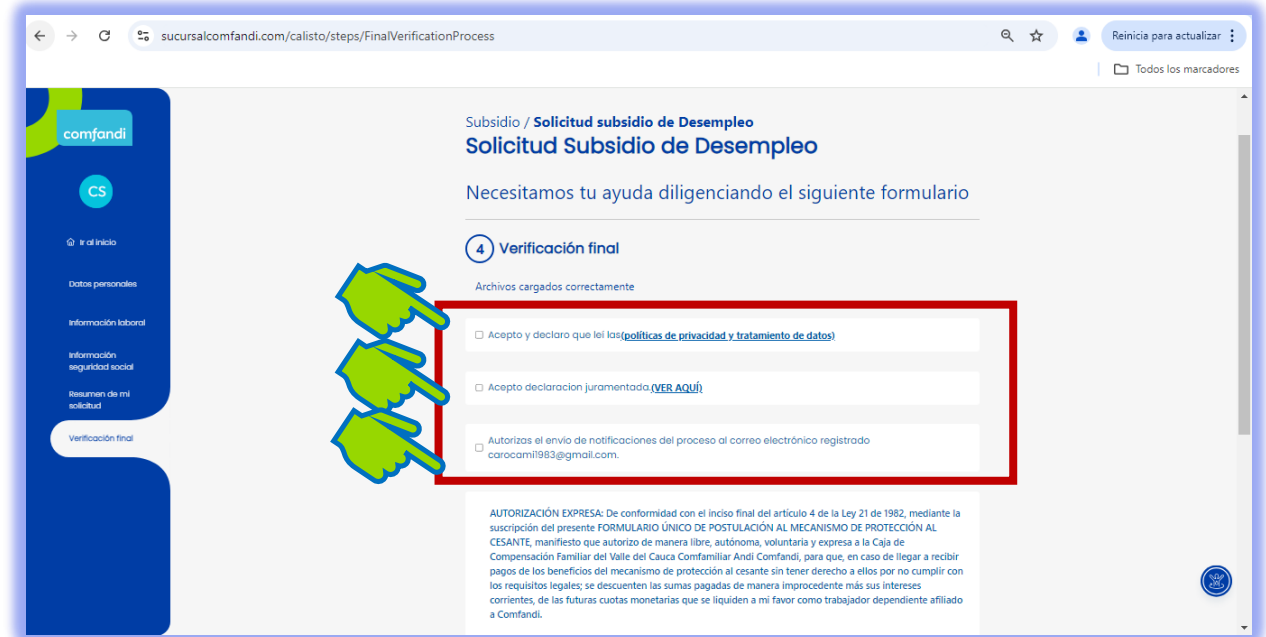 sucursalcomfandi.com/calisto/steps/FinalVerificationProcess
Reinicia para actualizar
Todos los marcadores
comfandi
CS
Ir al inicio
Datos personales
Información laboral
Información
seguridad social
Resumen de mi
solicitud
Verificación final
Subsidio / Solicitud subsidio de Desempleo
Solicitud Subsidio de Desempleo
Necesitamos tu ayuda diligenciando el siguiente formulario
4 Verificación final
Archivos cargados correctamente
Acepto y declaro que leí las(políticas de privacidad y tratamiento de datos)
Acepto declaracion juramentada.(VER AQUÍ)
Autorizas el envio de notificaciones del proceso al correo electrónico registrado
carocami1983@gmail.com.
AUTORIZACIÓN EXPRESA: De conformidad con el inciso final del artículo 4 de la Ley 21 de 1982, mediante la
suscripción del presente FORMULARIO ÚNICO DE POSTULACIÓN AL MECANISMO DE PROTECCIÓN AL
CESANTE, manifiesto que autorizo de manera libre, autónoma, voluntaria y expresa a la Caja de
Compensación Familiar del Valle del Cauca Comfamiliar Andi Comfandi, para que, en caso de llegar a recibir
pagos de los beneficios del mecanismo de protección al cesante sin tener derecho a ellos por no cumplir con
los requisitos legales; se descuenten las sumas pagadas de manera improcedente más sus intereses
corrientes, de las futuras cuotas monetarias que se liquiden a mi favor como trabajador dependiente afiliado
a Comfandi.